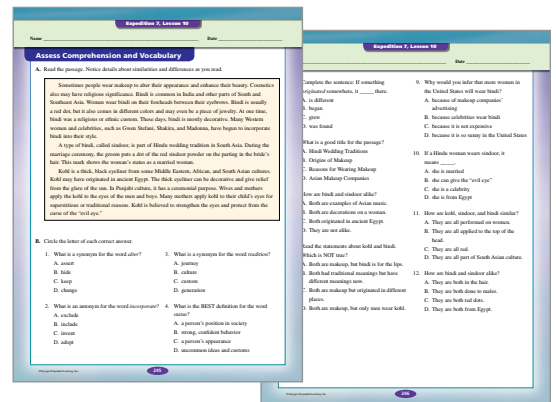 Expedition 7, Lesson 10
Name Date
Assess Comprehension and Vocabulary
A. Read the passage. Notice details about similarities and differences as you read.
Sometimes people wear makeup to alter their appearance and enhance their beauty. Cosmetics
also may have religious significance. Bindi is common in India and other parts of South and
Southeast Asia. Women wear bindi on their foreheads between their eyebrows. Bindi is usually
a red dot, but it also comes in different colors and may even be a piece of jewelry. At one time,
bindi was a religious or ethnic custom. These days, bindi is mostly decorative. Many Western
women and celebrities, such as Gwen Stefani, Shakira, and Madonna, have begun to incorporate
bindi into their style.
A type of bindi, called sindoor, is part of Hindu wedding tradition in South Asia. During the
marriage ceremony, the groom puts a dot of the red sindoor powder on the parting in the bride's
hair. This mark shows the woman's status as a married woman.
Kohl is a thick, black eyeliner from some Middle Eastern, African, and South Asian cultures.
Kohl may have originated in ancient Egypt. The thick eyeliner can be decorative and give relief
from the glare of the sun. In Punjabi culture, it has a ceremonial purpose. Wives and mothers
apply the kohl to the eyes of the men and boys. Many mothers apply kohl to their child's eyes for
superstitious or traditional reasons. Kohl is believed to strengthen the eyes and protect from the
curse of the "evil eye."
B. Circle the letter of each correct answer.
1. What is a synonym for the word alter?
A. assert
B. hide
C. keep
D. change
2. What is an antonym for the word incorporate?
A. exclude
B. include
C. invent
D. adopt
3. What is a synonym for the word tradition?
A. journey
B. culture
C. custom
D. generation
4. What is the BEST definition for the word
status?
A. a person's position in society
B. strong, confident behavior
C. a person's appearance
D. uncommon ideas and customs
245
Expedition 7, Lesson 10
Date
Complete the sentence: If something
originated somewhere, it ____ there.
A. is different
B. began
C. grew
D. was found
What is a good title for the passage?
A. Hindu Wedding Traditions
B. Origins of Makeup
C. Reasons for Wearing Makeup
D. Asian Makeup Companies
How are bindi and sindoor alike?
A. Both are examples of Asian music.
B. Both are decorations on a woman.
C. Both originated in ancient Egypt.
D. They are not alike.
Read the statements about kohl and bindi.
Which is NOT true?
A. Both are makeup, but bindi is for the lips.
B. Both had traditional meanings but have
different meanings now.
C. Both are makeup but originated in different
places.
D. Both are makeup, but only men wear kohl.
9. Why would you infer that more women in
the United States will wear bindi?
A. because of makeup companies'
advertising
B. because celebrities wear bindi
C. because it is not expensive
D. because it is so sunny in the United States
10. If a Hindu woman wears sindoor, it
means ____.
A. she is married
B. she can give the "evil eye"
C. she is a celebrity
D. she is from Egypt
11. How are kohl, sindoor, and bindi similar?
A. They are all performed on women.
B. They are all applied to the top of the
head.
C. They are all red.
D. They are all part of South Asian culture.
12. How are bindi and sindoor alike?
A. They are both in the hair.
B. They are both done to males.
C. They are both red dots.
D. They are both from Egypt.
246